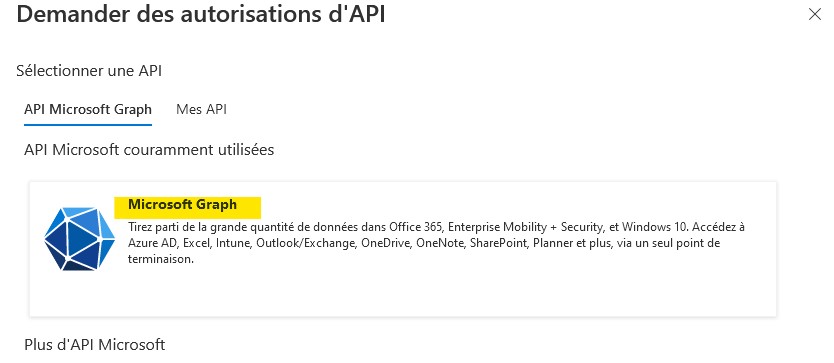 Demander des autorisations d'API
Sélectionner une API
API Microsoft Graph
Mes API
API Microsoft couramment utilisées
Microsoft Graph
Tirez parti de la grande quantité de données dans Office 365, Enterprise Mobility + Security, et Windows 10. Accédez à
Azure AD, Excel, Intune, Outlook/Exchange, OneDrive, OneNote, SharePoint, Planner et plus, via un seul point de
terminaison.
Plus d'API Microsoft